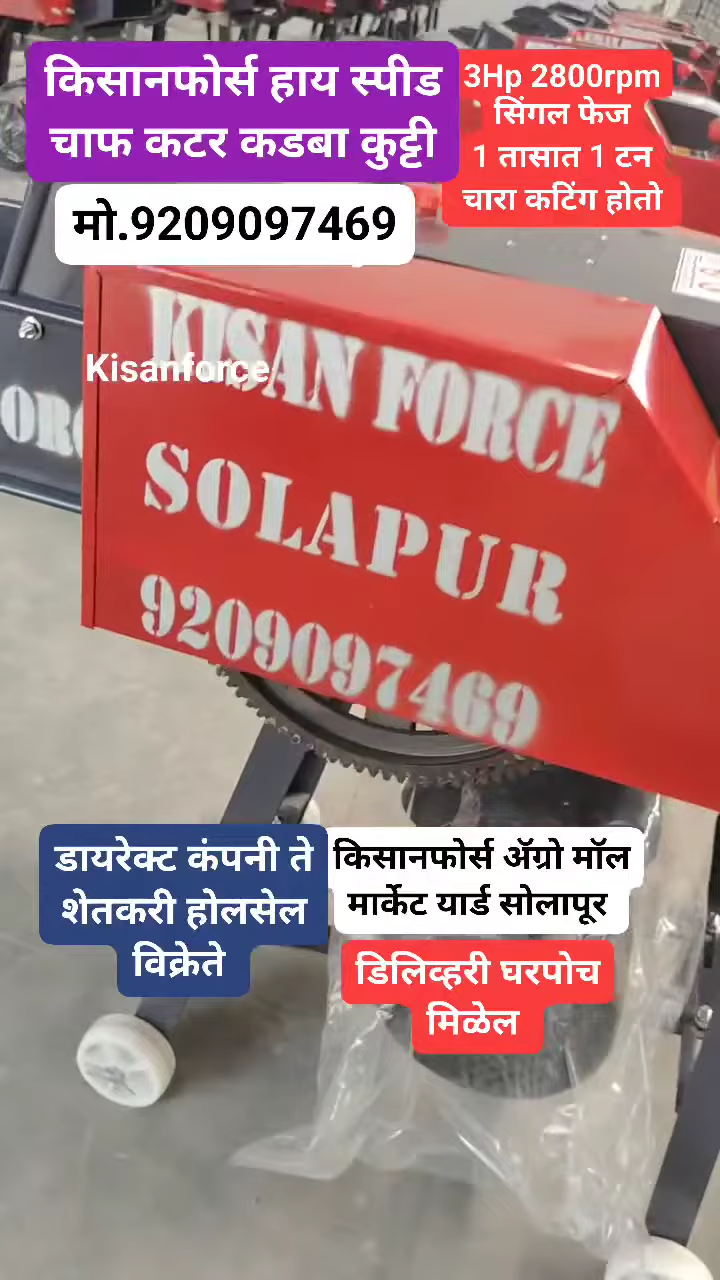 किसानफोर्स हाय स्पीड
चाफ कटर कडबा कुट्टी
3Hp 2800rpm
सिंगल फेज
1 तासात 1 टन
चारा कटिंग होतो
मो.9209097469
KISAN FORCE
Kisanforce
SOLAPUR
9209097469
डायरेक्ट कंपनी ते
शेतकरी होलसेल
विक्रेते
किसानफोर्स ॲग्रो मॉल
मार्केट यार्ड सोलापूर
डिलिव्हरी घरपोच
मिळेल